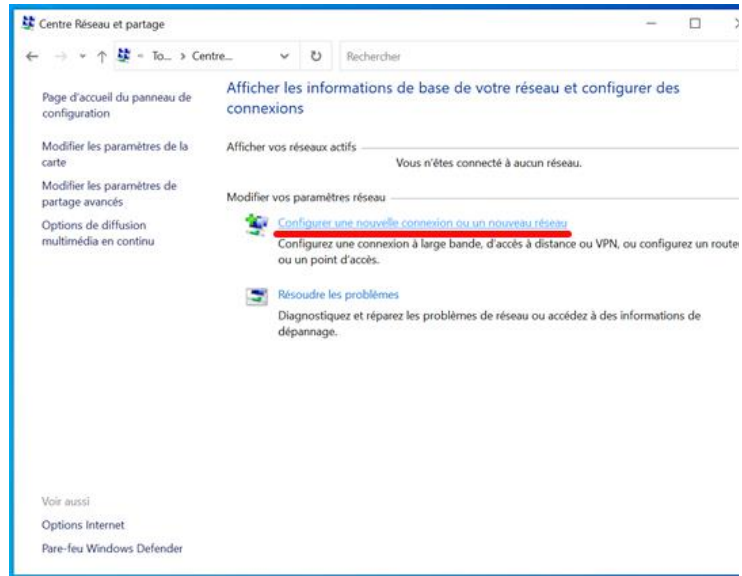 Centre Réseau et partage
To... > Centre...
Rechercher
Page d'accueil du panneau de
configuration
Modifier les paramètres de la
carte
Modifier les paramètres de
partage avancés
Options de diffusion
multimédia en continu
Afficher les informations de base de votre réseau et configurer des
connexions
Afficher vos réseaux actifs
Vous n'êtes connecté à aucun réseau.
Modifier vos paramètres réseau
Configurer une nouvelle connexion ou un nouveau réseau
Configurez une connexion à large bande, d'accès à distance ou VPN, ou configurez un route
ou un point d'accès.
Résoudre les problèmes
Diagnostiquez et réparez les problèmes de réseau ou accédez à des informations de
dépannage.
Voir aussi
Options Internet
Pare-feu Windows Defender